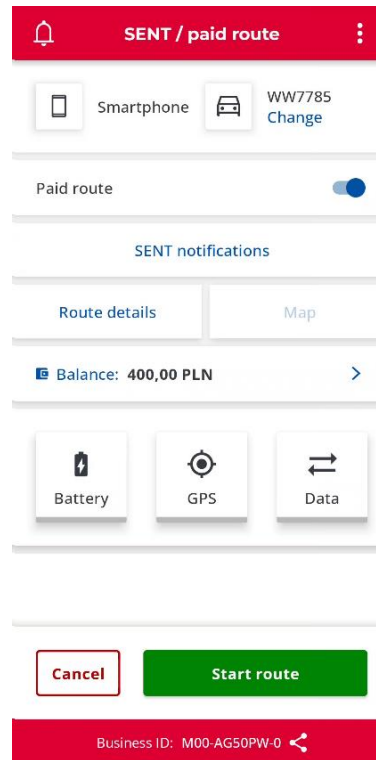 SENT / paid route
Smartphone
WW7785
Change
Paid route
SENT notifications
Route details
Map
Balance: 400,00 PLN
Battery
GPS
Data
Cancel
Start route
Business ID: M00-AG50PW-0